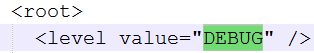 <root>
<level value="DEBUG" />